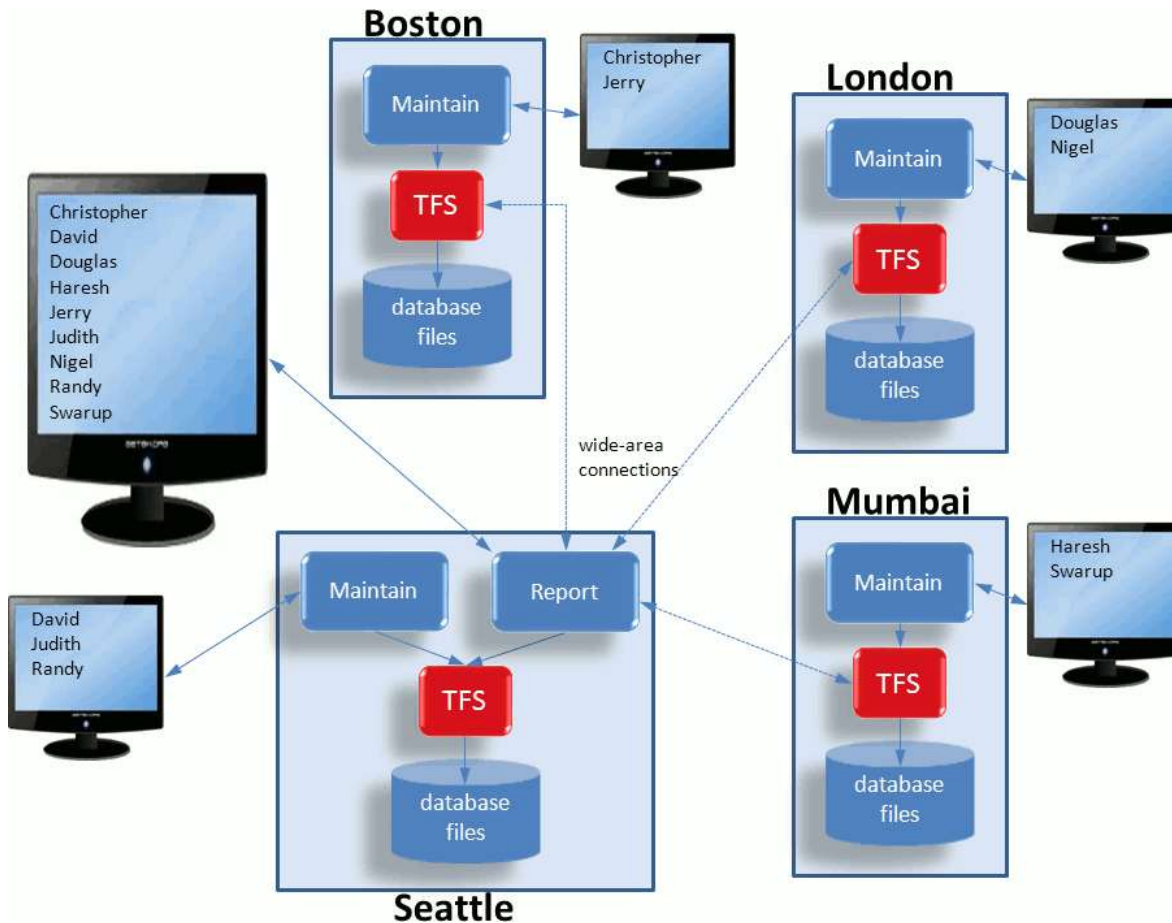 Boston
Maintain
TFS
database
files
Christopher
Jerry
London
Maintain
TFS
database
files
Douglas
Nigel
Christopher
David
Douglas
Haresh
Jerry
Judith
Nigel
Randy
Swarup
wide-area
connections
Mumbai
Maintain
TFS
database
files
Haresh
Swarup
David
Judith
Randy
Maintain
Report
TFS
database
files
Seattle